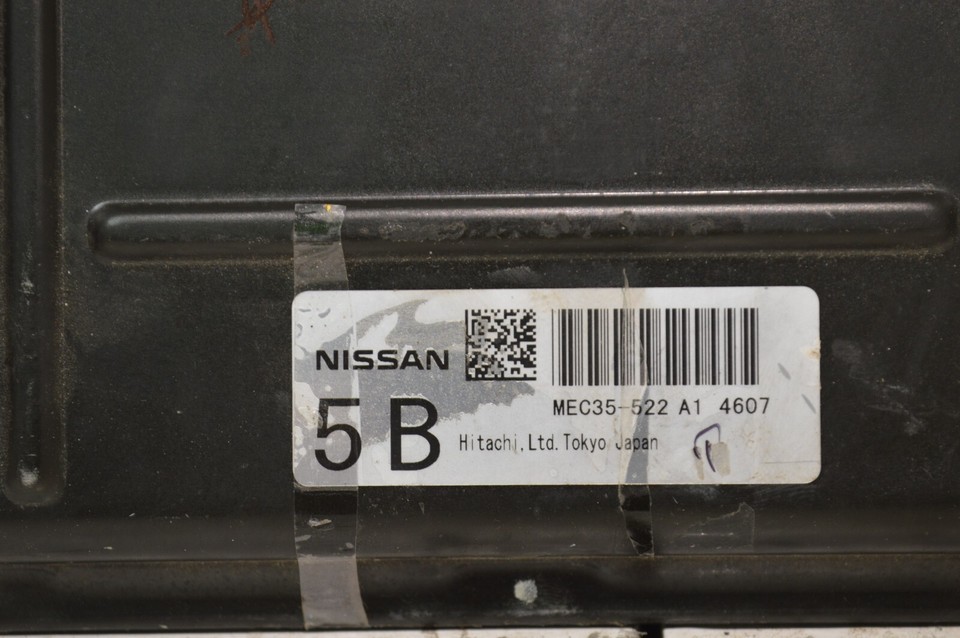 NISSAN
MEC35-522 A1 4607
5B
Hitachi,Ltd.Tokyo Japan